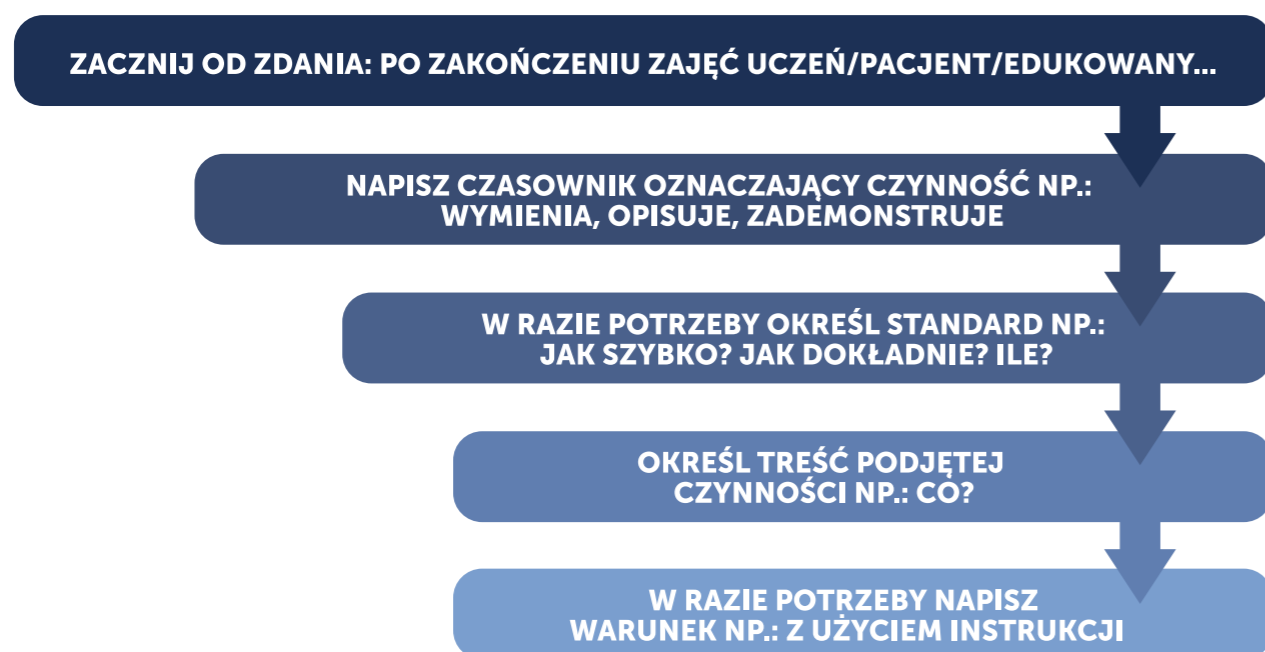 ZACZNIJ OD ZDANIA: PO ZAKOŃCZENIU ZAJĘĆ UCZEŃ/PACJENT/EDUKOWANY...
NAPISZ CZASOWNIK OZNACZAJĄCY CZYNNOŚĆ NP.:
WYMIENIA, OPISUJE, ZADEMONSTRUJE
W RAZIE POTRZEBY OKREŚL STANDARD NP.:
JAK SZYBKO? JAK DOKŁADNIE? ILE?
OKREŚL TREŚĆ PODJĘTEJ
CZYNNOŚCI NP.: CO?
W RAZIE POTRZEBY NAPISZ
WARUNEK NP.: Z UŻYCIEM INSTRUKCJI